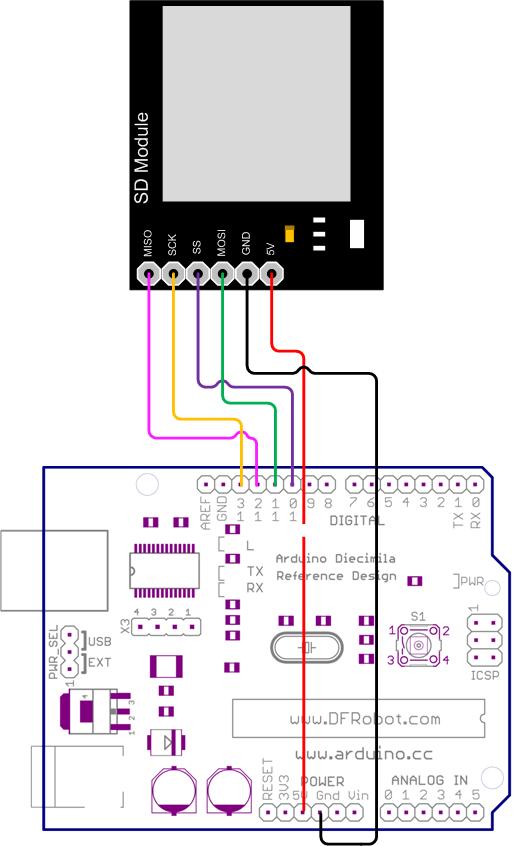 SD Module
MISO
SCK
SS
MOSI
GND
5V
AREF
GND
13
12
11
10
9
8
7
6
5
4
3
2
TX 1
RX 0
DIGITAL
L
TX
RX
Arduino Diecimila
Reference Design
PWR
4 3 2 1
X3
PWR_SEL
USB
EXT
1
S1
1 2
3 4
1
ICSP
4
3
2
1
www.DFRobot.com
www.arduino.cc
POWER
RESET
3V3
5V
Gnd
Vin
ANALOG IN
0 1 2 3 4 5